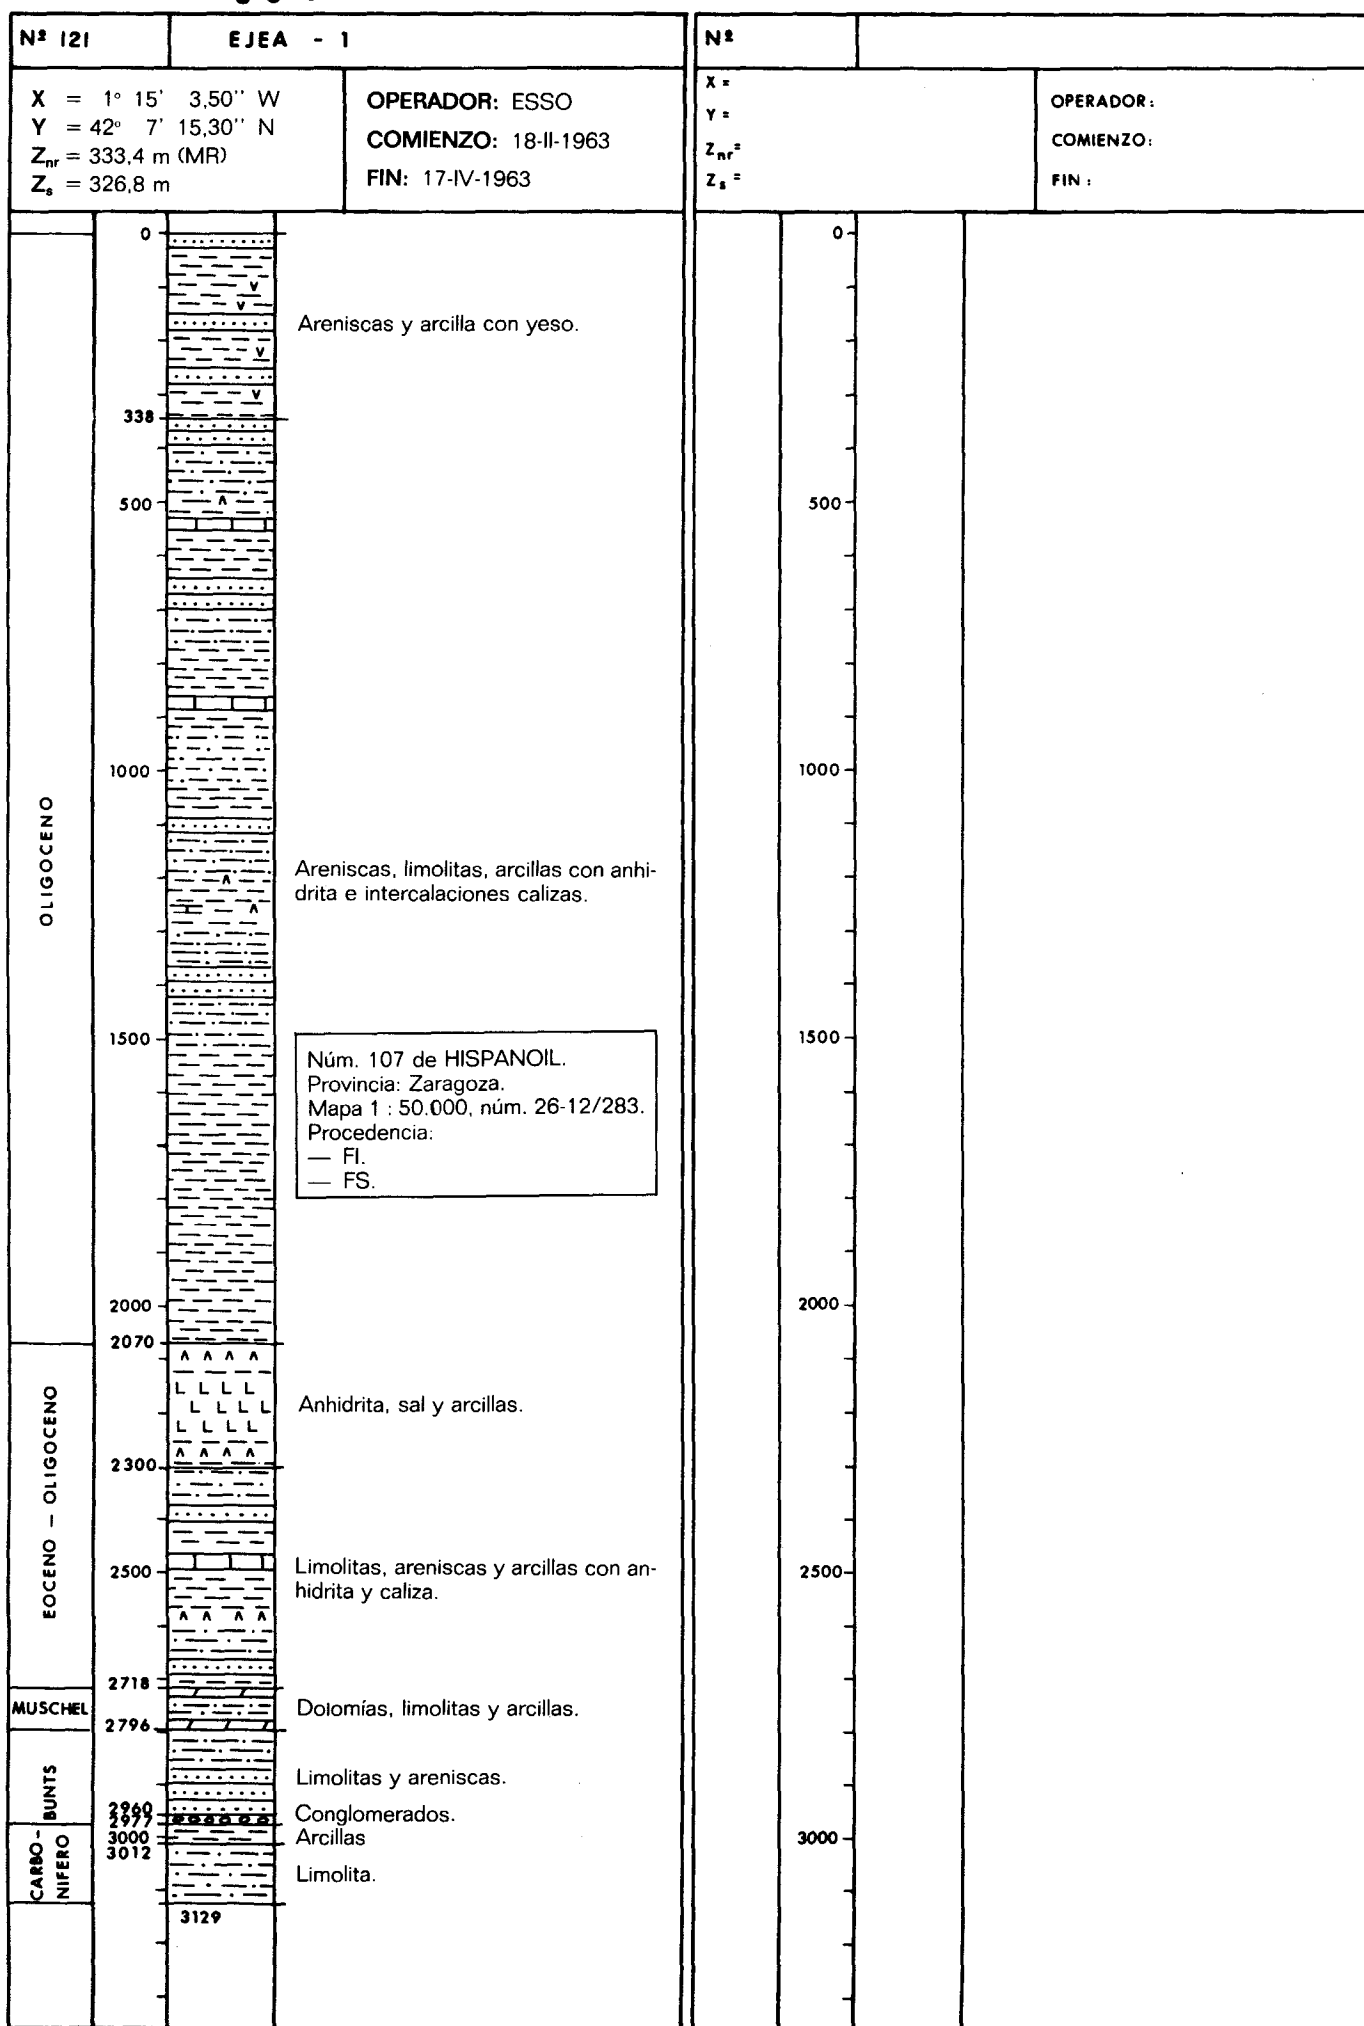 Nº 121
EJEA - 1
X = 1º 15' 3,50'' W
Y = 42º 7' 15,30'' N
Znr = 333,4 m (MR)
Zs = 326,8 m
OPERADOR: ESSO
COMIENZO: 18-II-1963
FIN: 17-IV-1963
0
Areniscas y arcilla con yeso.
338
500
1000
OLIGOCENO
Areniscas, limolitas, arcillas con anhi-
drita e intercalaciones calizas.
1500
Núm. 107 de HISPANOIL.
Provincia: Zaragoza.
Mapa 1 : 50.000, núm. 26-12/283.
Procedencia:
— FI.
— FS.
2000
2070
EOCENO — OLIGOCENO
Anhidrita, sal y arcillas.
2300
2500
Limolitas, areniscas y arcillas con an-
hidrita y caliza.
2718
MUSCHEL
Dolomías, limolitas y arcillas.
2796
BUNTS
Limolitas y areniscas.
2960
Conglomerados.
2977
CARBO-
NIFERO
3000
Arcillas
3012
Limolita.
3129
Nº
X =
Y =
Znr=
Zs =
OPERADOR:
COMIENZO:
FIN :
0
500
1000
1500
2000
2500
3000